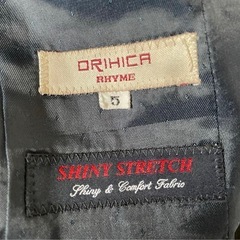 ORIHICA
RHYME
5
SHINY STRETCH
Shiny & Comfort Fabric